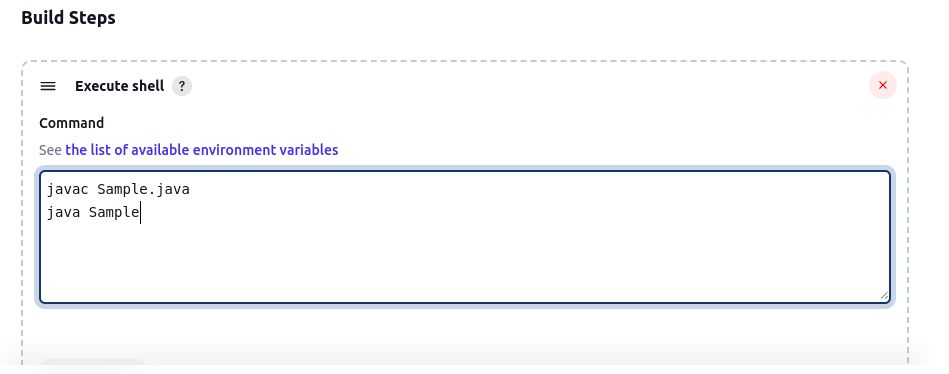 Build Steps
Execute shell ?
Command
See the list of available environment variables
javac Sample.java
java Sample